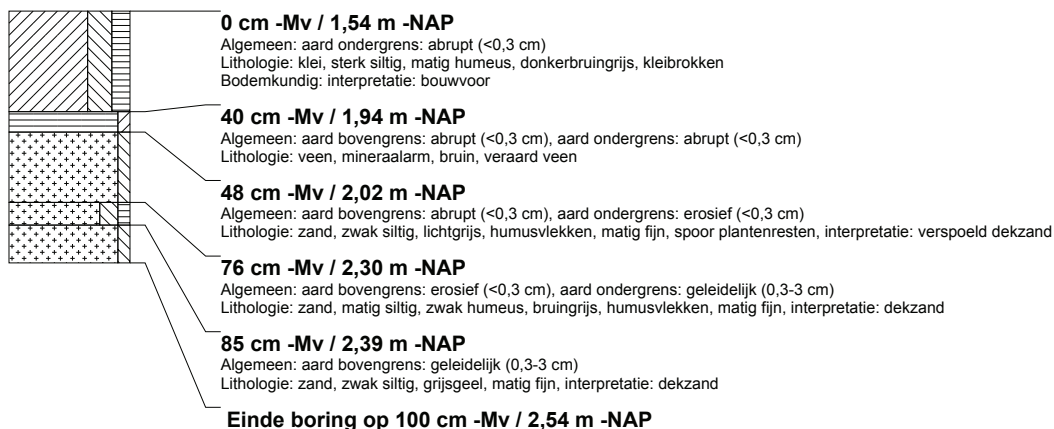 0 cm -Mv / 1,54 m -NAP
Algemeen: aard ondergrens: abrupt (<0,3 cm)
Lithologie: klei, sterk siltig, matig humeus, donkerbruingrijs, kleibrokken
Bodemkundig: interpretatie: bouwvoor
40 cm -Mv / 1,94 m -NAP
Algemeen: aard bovengrens: abrupt (<0,3 cm), aard ondergrens: abrupt (<0,3 cm)
Lithologie: veen, mineraalarm, bruin, veraard veen
48 cm -Mv / 2,02 m -NAP
Algemeen: aard bovengrens: abrupt (<0,3 cm), aard ondergrens: erosief (<0,3 cm)
Lithologie: zand, zwak siltig, lichtgrijs, humusvlekken, matig fijn, spoor plantenresten, interpretatie: verspoeld dekzand
76 cm -Mv / 2,30 m -NAP
Algemeen: aard bovengrens: erosief (<0,3 cm), aard ondergrens: geleidelijk (0,3-3 cm)
Lithologie: zand, matig siltig, zwak humeus, bruingrijs, humusvlekken, matig fijn, interpretatie: dekzand
85 cm -Mv / 2,39 m -NAP
Algemeen: aard bovengrens: geleidelijk (0,3-3 cm)
Lithologie: zand, zwak siltig, grijsgeel, matig fijn, interpretatie: dekzand
Einde boring op 100 cm -Mv / 2,54 m -NAP